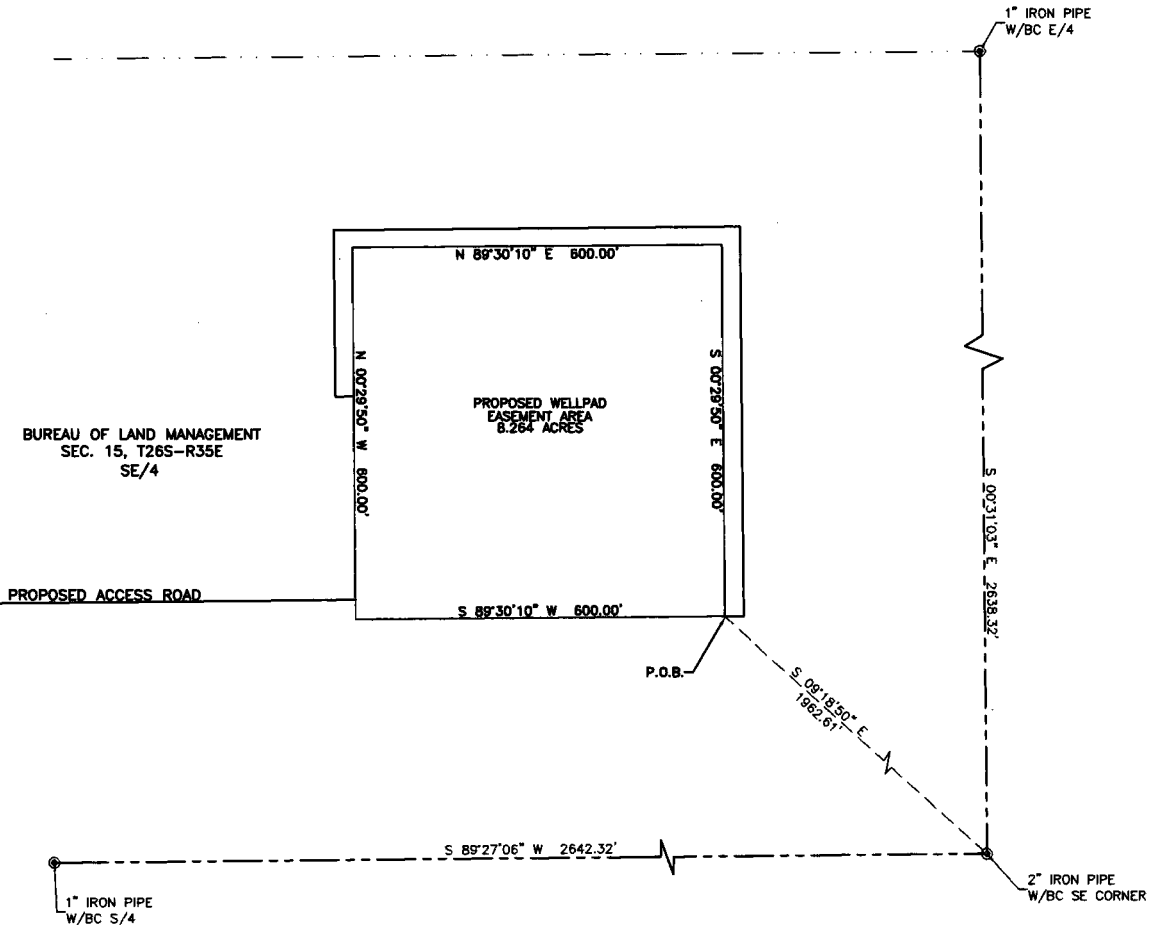 1" IRON PIPE
W/BC E/4
N 89°30'10" E 600.00'
N 00°29'50" W 600.00'
PROPOSED WELLPAD
EASEMENT AREA
8.264 ACRES
S 00°29'50" E 600.00'
BUREAU OF LAND MANAGEMENT
SEC. 15, T26S-R35E
SE/4
S 00°31'03" E 2638.32'
PROPOSED ACCESS ROAD
S 89°30'10" W 600.00'
P.O.B.
S 09°18'50" E
1962.61'
S 89°27'06" W 2642.32'
1" IRON PIPE
W/BC S/4
2" IRON PIPE
W/BC SE CORNER